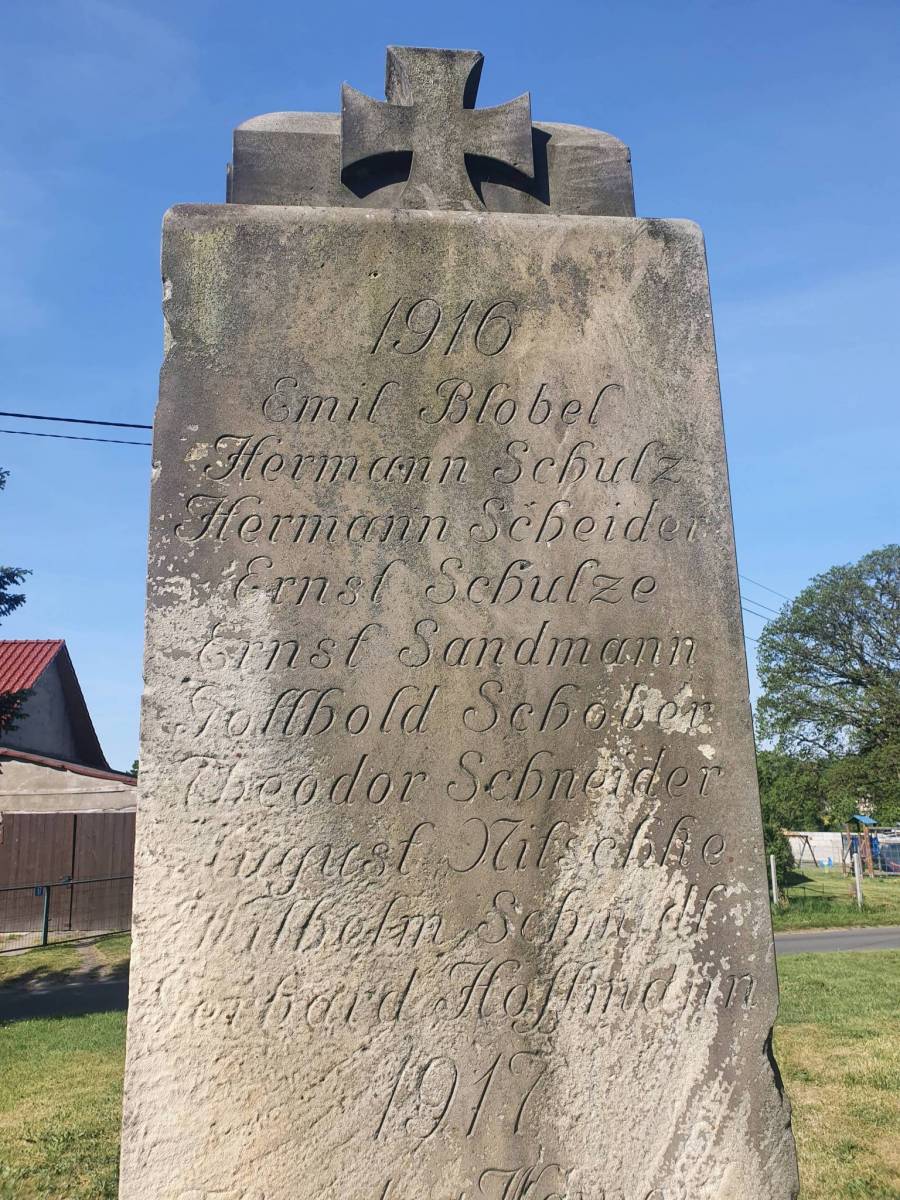 1916
Emil Blobel
Hermann Schulz
Hermann Scheider
Ernst Schulze
Ernst Sandmann
Gotthold Schober
Theodor Schneider
August Nitschke
Wilhelm Schmidt
Gerhard Hoffmann
1917